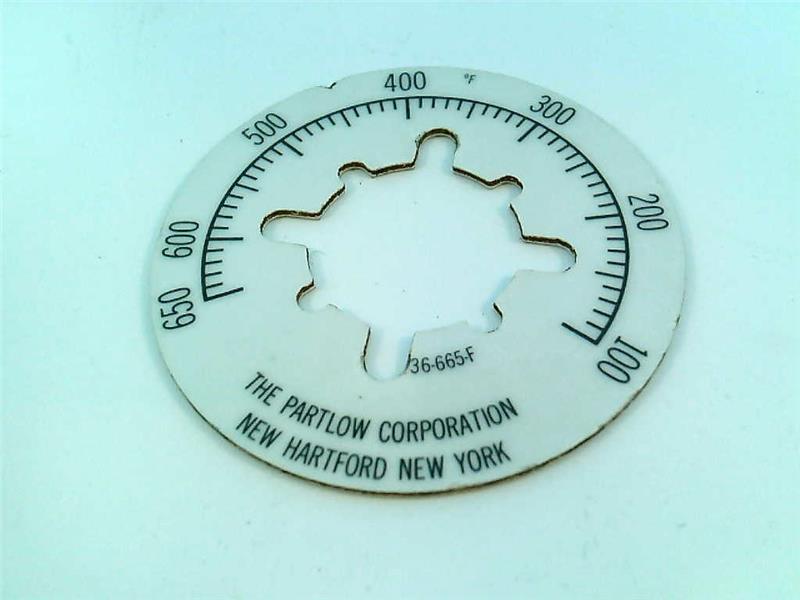 650
600
500
400
°F
300
200
100
36-665-F
THE PARTLOW CORPORATION
NEW HARTFORD NEW YORK